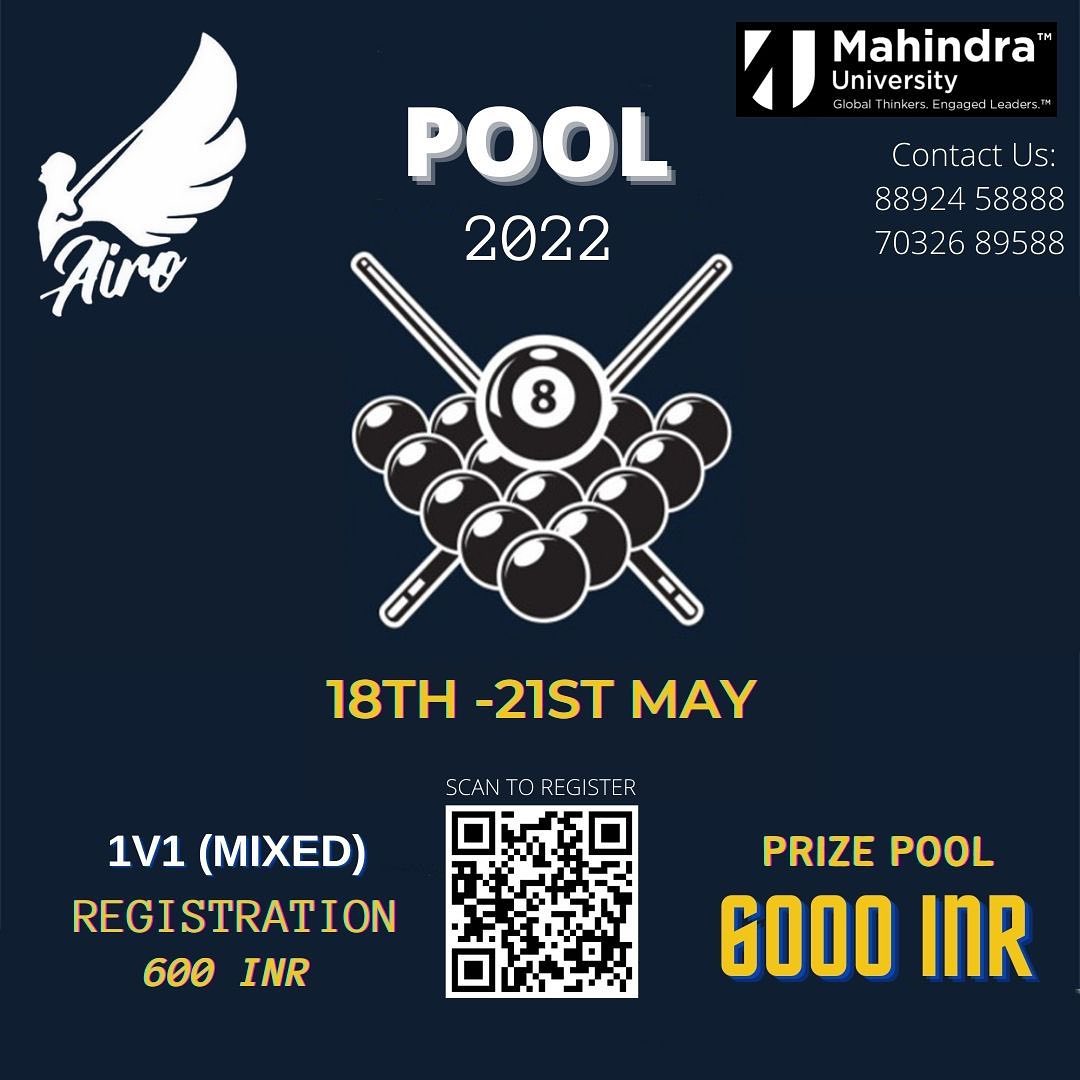 Airo
POOL
2022
Mahindra™
University
Global Thinkers. Engaged Leaders.™
Contact Us:
88924 58888
70326 89588
8
18TH -21ST MAY
SCAN TO REGISTER
1V1 (MIXED)
REGISTRATION
600 INR
PRIZE POOL
6000 INR